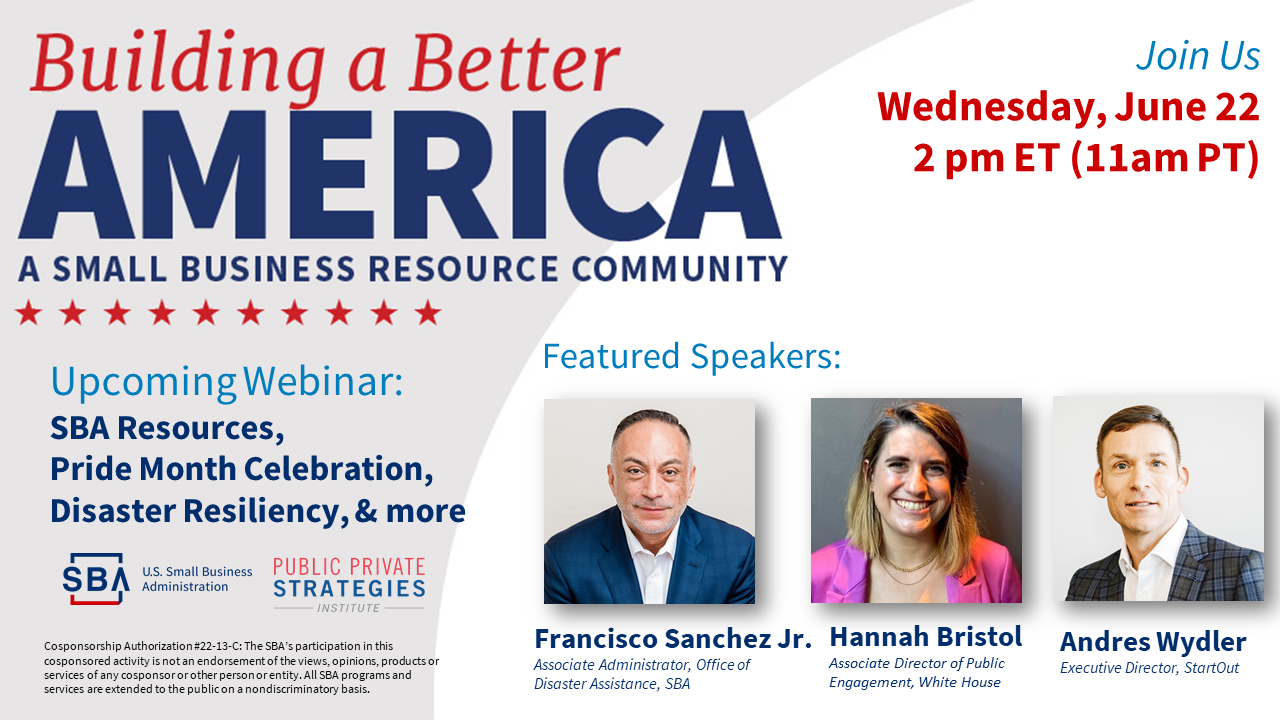 Building a Better
AMERICA
A SMALL BUSINESS RESOURCE COMMUNITY
Join Us
Wednesday, June 22
2 pm ET (11am PT)
Upcoming Webinar:
SBA Resources,
Pride Month Celebration,
Disaster Resiliency, & more
SBA
U.S. Small Business
Administration
PUBLIC PRIVATE
STRATEGIES
INSTITUTE
Cosponsorship Authorization #22-13-C: The SBA's participation in this
cosponsored activity is not an endorsement of the views, opinions, products or
services of any cosponsor or other person or entity. All SBA programs and
services are extended to the public on a nondiscriminatory basis.
Featured Speakers:
Francisco Sanchez Jr.
Associate Administrator, Office of
Disaster Assistance, SBA
Hannah Bristol
Associate Director of Public
Engagement, White House
Andres Wydler
Executive Director, StartOut